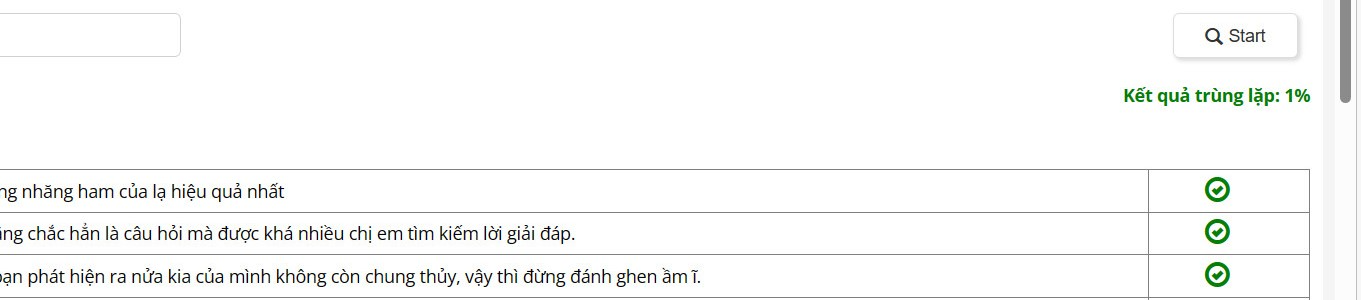 Start
Kết quả trùng lặp: 1%
ng nhăng ham của lạ hiệu quả nhất
ăng chắc hẳn là câu hỏi mà được khá nhiều chị em tìm kiếm lời giải đáp.
bạn phát hiện ra nửa kia của mình không còn chung thủy, vậy thì đừng đánh ghen ầm ĩ.